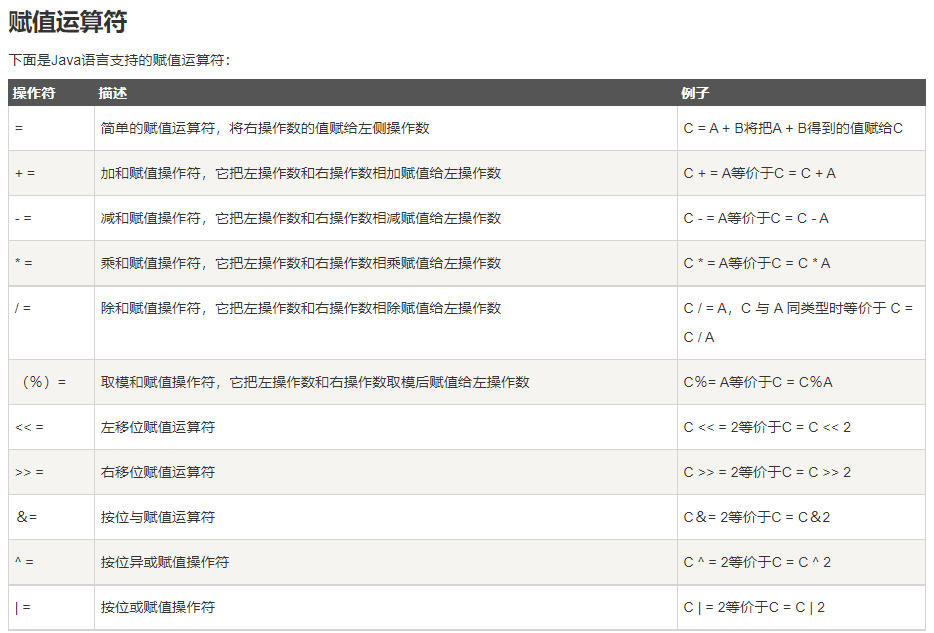 赋值运算符
下面是Java语言支持的赋值运算符：
操作符 描述 例子
= 简单的赋值运算符，将右操作数的值赋给左侧操作数 C = A + B将把A + B得到的值赋给C
+ = 加和赋值操作符，它把左操作数和右操作数相加赋值给左操作数 C + = A等价于C = C + A
- = 减和赋值操作符，它把左操作数和右操作数相减赋值给左操作数 C - = A等价于C = C - A
* = 乘和赋值操作符，它把左操作数和右操作数相乘赋值给左操作数 C * = A等价于C = C * A
/ = 除和赋值操作符，它把左操作数和右操作数相除赋值给左操作数 C / = A，C 与 A 同类型时等价于 C =
C / A
（％）= 取模和赋值操作符，它把左操作数和右操作数取模后赋值给左操作数 C％= A等价于C = C％A
<< = 左移位赋值运算符 C << = 2等价于C = C << 2
>> = 右移位赋值运算符 C >> = 2等价于C = C >> 2
＆= 按位与赋值运算符 C＆= 2等价于C = C＆2
^ = 按位异或赋值操作符 C ^ = 2等价于C = C ^ 2
| = 按位或赋值操作符 C | = 2等价于C = C | 2